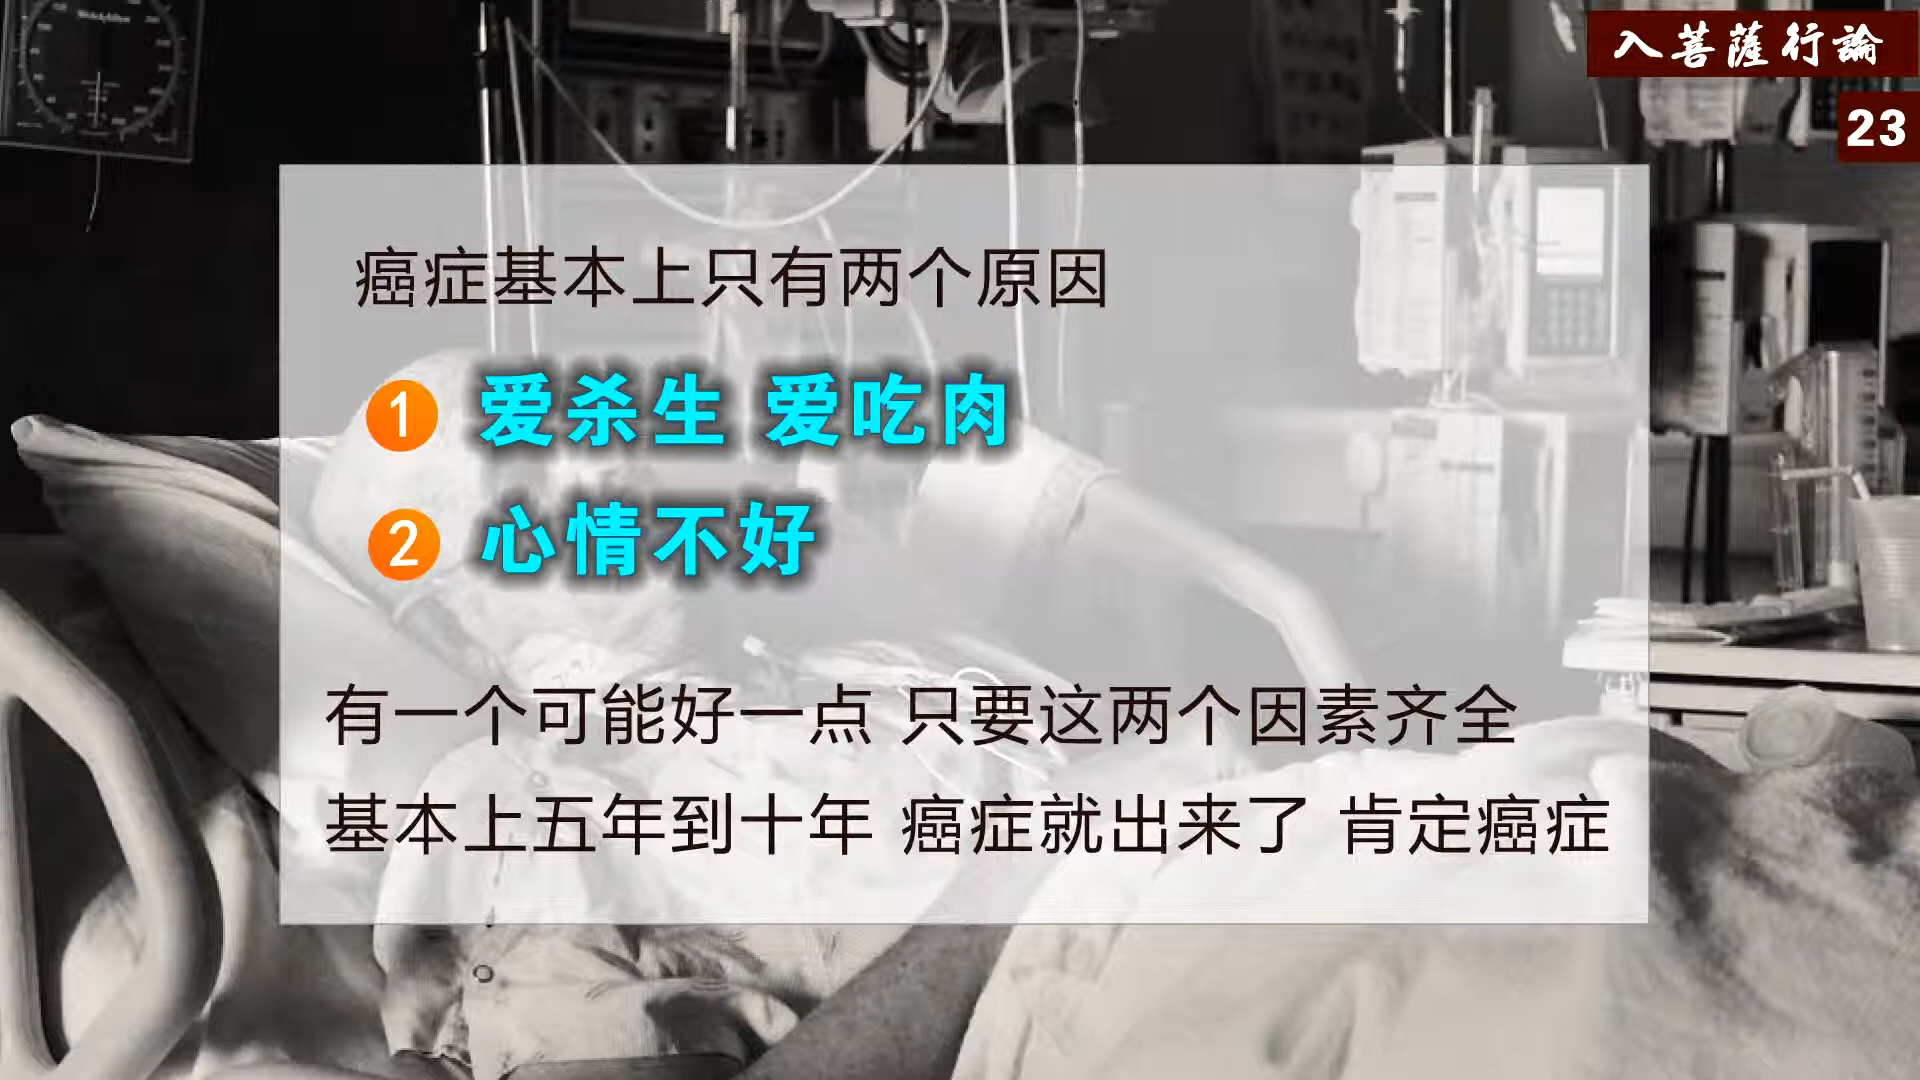 入菩薩行論
23
癌症基本上只有两个原因
1 爱杀生 爱吃肉
2 心情不好
有一个可能好一点 只要这两个因素齐全
基本上五年到十年 癌症就出来了 肯定癌症